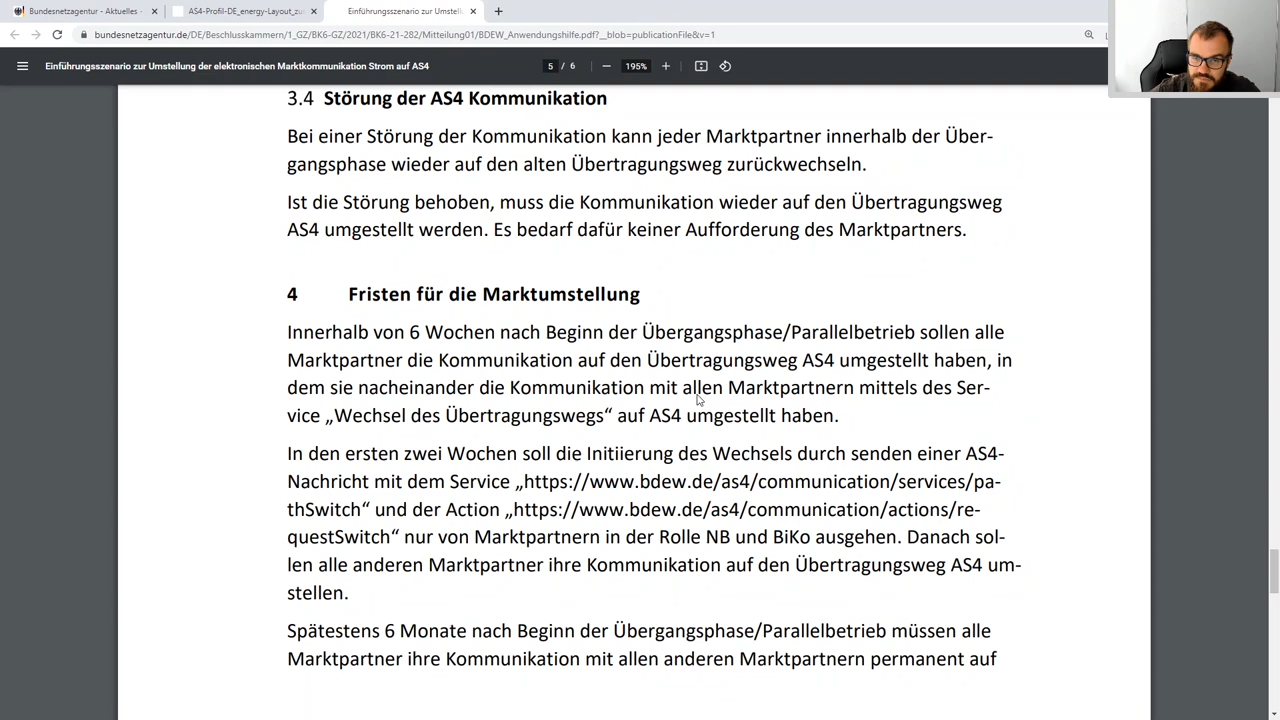 Bundesnetzagentur - Aktuelles -
AS4-Profil-DE_energy-Layout_zu
Einführungsszenario zur Umstell
bundesnetzagentur.de/DE/Beschlusskammern/1_GZ/BK6-GZ/2021/BK6-21-282/Mitteilung01/BDEW_Anwendungshilfe.pdf?__blob=publicationFile&v=1
Einführungsszenario zur Umstellung der elektronischen Marktkommunikation Strom auf AS4
5 / 6
195%
3.4 Störung der AS4 Kommunikation
Bei einer Störung der Kommunikation kann jeder Marktpartner innerhalb der Über-
gangsphase wieder auf den alten Übertragungsweg zurückwechseln.
Ist die Störung behoben, muss die Kommunikation wieder auf den Übertragungsweg
AS4 umgestellt werden. Es bedarf dafür keiner Aufforderung des Marktpartners.
4 Fristen für die Marktumstellung
Innerhalb von 6 Wochen nach Beginn der Übergangsphase/Parallelbetrieb sollen alle
Marktpartner die Kommunikation auf den Übertragungsweg AS4 umgestellt haben, in
dem sie nacheinander die Kommunikation mit allen Marktpartnern mittels des Ser-
vice „Wechsel des Übertragungswegs“ auf AS4 umgestellt haben.
In den ersten zwei Wochen soll die Initiierung des Wechsels durch senden einer AS4-
Nachricht mit dem Service „https://www.bdew.de/as4/communication/services/pa-
thSwitch“ und der Action „https://www.bdew.de/as4/communication/actions/re-
questSwitch“ nur von Marktpartnern in der Rolle NB und BiKo ausgehen. Danach sol-
len alle anderen Marktpartner ihre Kommunikation auf den Übertragungsweg AS4 um-
stellen.
Spätestens 6 Monate nach Beginn der Übergangsphase/Parallelbetrieb müssen alle
Marktpartner ihre Kommunikation mit allen anderen Marktpartnern permanent auf